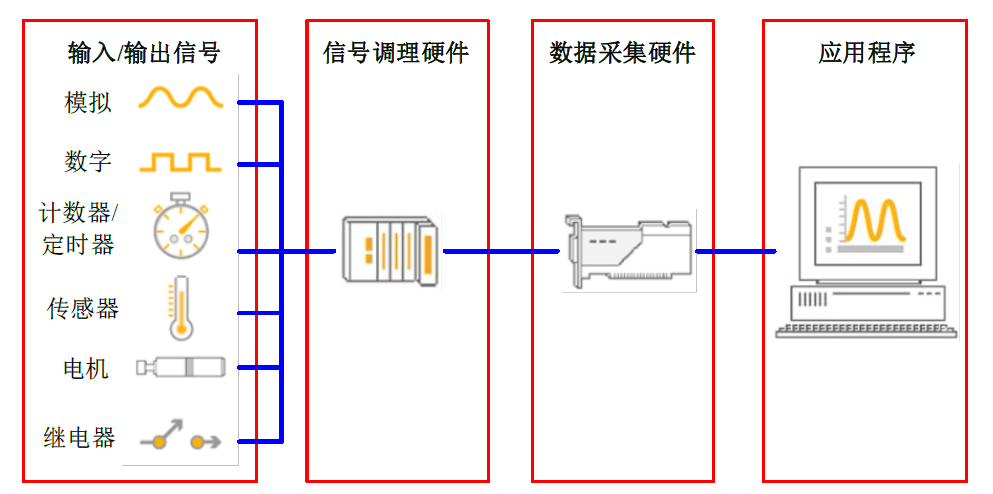 输入/输出信号
模拟
数字
计数器/
定时器
传感器
电机
继电器
信号调理硬件
数据采集硬件
应用程序